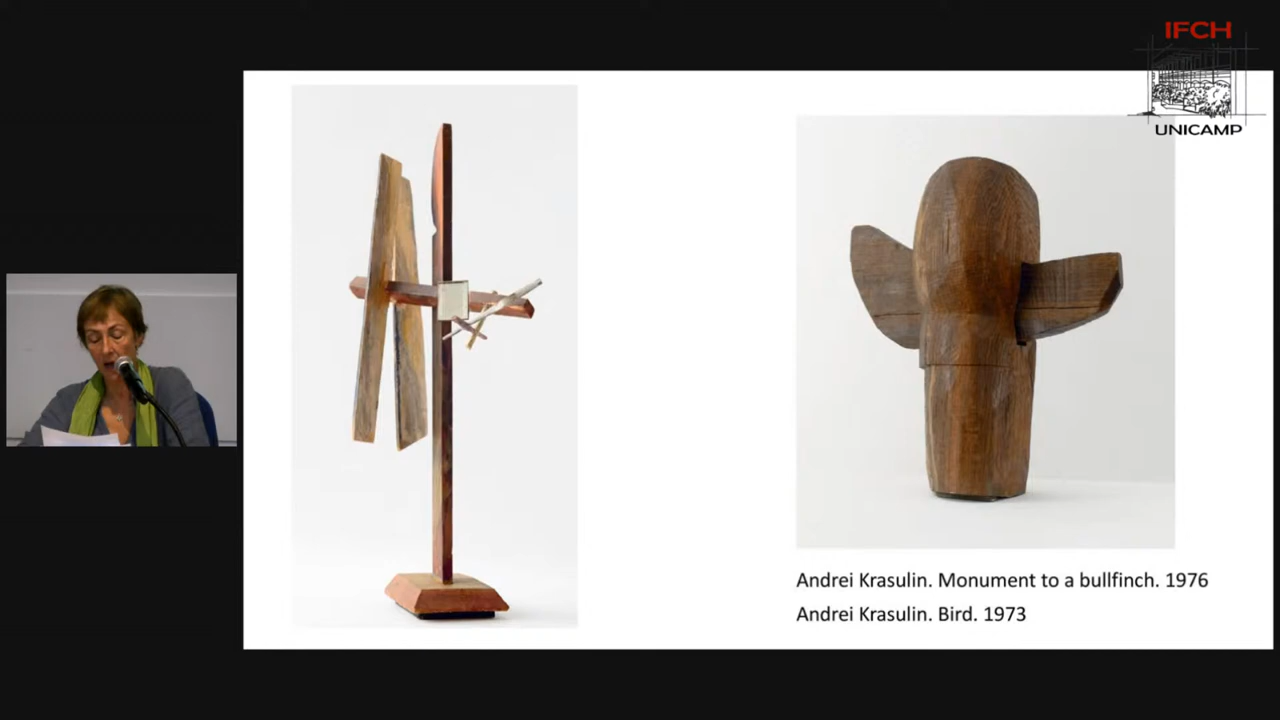 IFCH
UNICAMP
Andrei Krasulin. Monument to a bullfinch. 1976
Andrei Krasulin. Bird. 1973